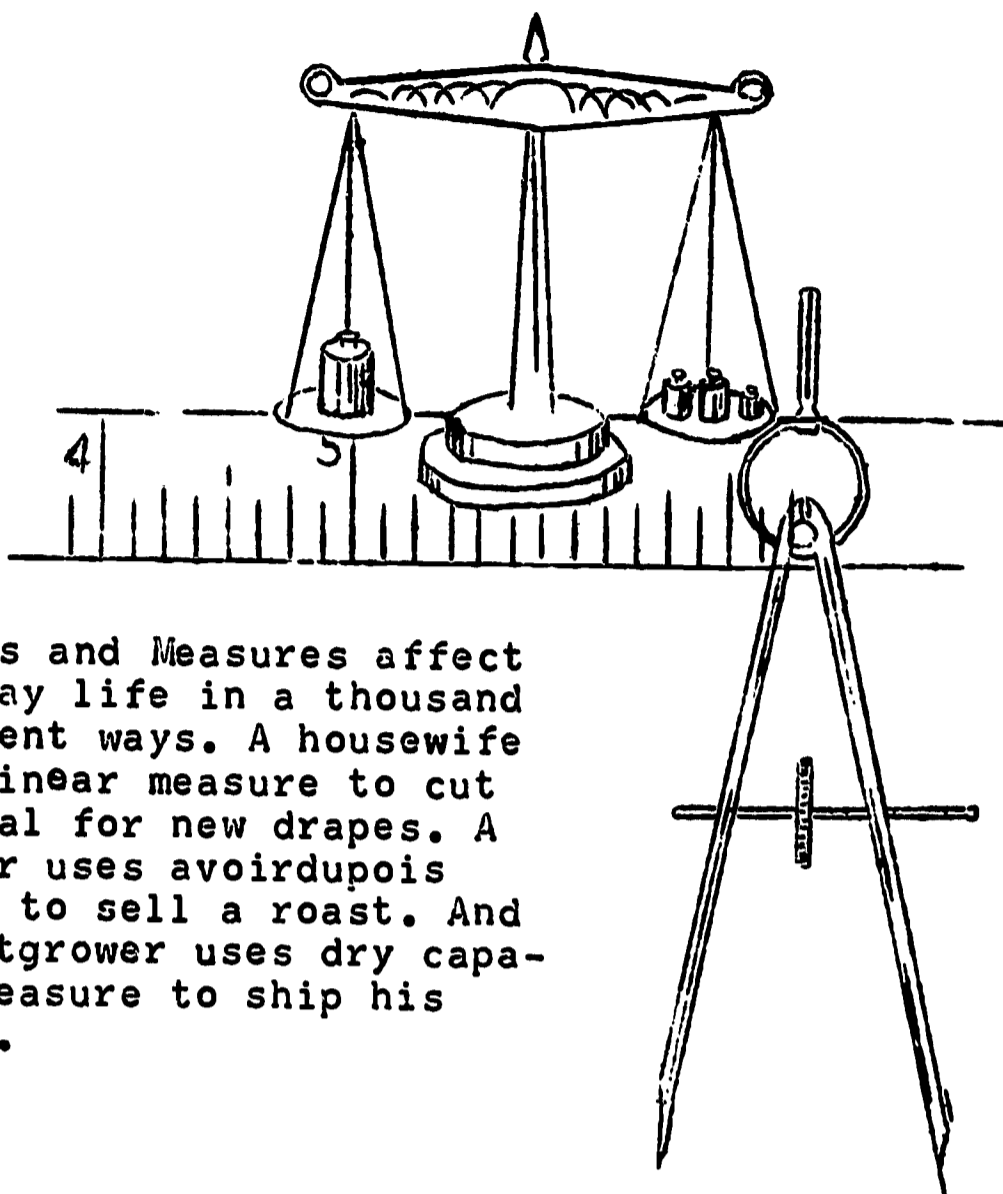 4
5
s and Measures affect
ay life in a thousand
ent ways. A housewife
inear measure to cut
al for new drapes. A
r uses avoirdupois
to sell a roast. And
tgrower uses dry capa-
easure to ship his
.